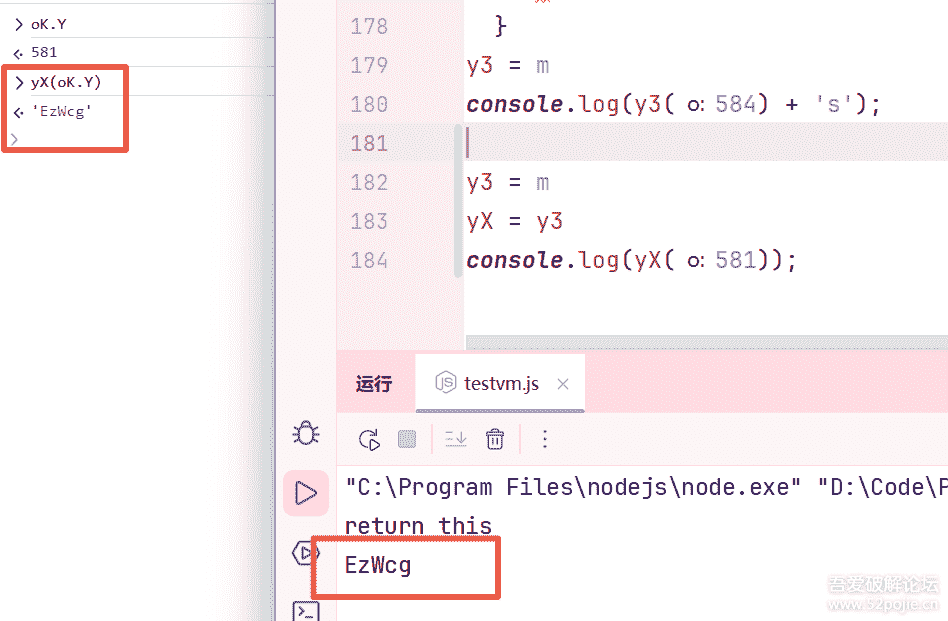 > oK.Y
<· 581
> yX(oK.Y)
<· 'EzWcg'
>
178 }
179 y3 = m
180 console.log(y3( o: 584) + 's');
181
182 y3 = m
183 yX = y3
184 console.log(yX( o: 581));
运行 JS testvm.js ×
"C:\Program Files\nodejs\node.exe" "D:\Code\P
return this
EzWcg
吾爱破解论坛
www.52pojie.cn